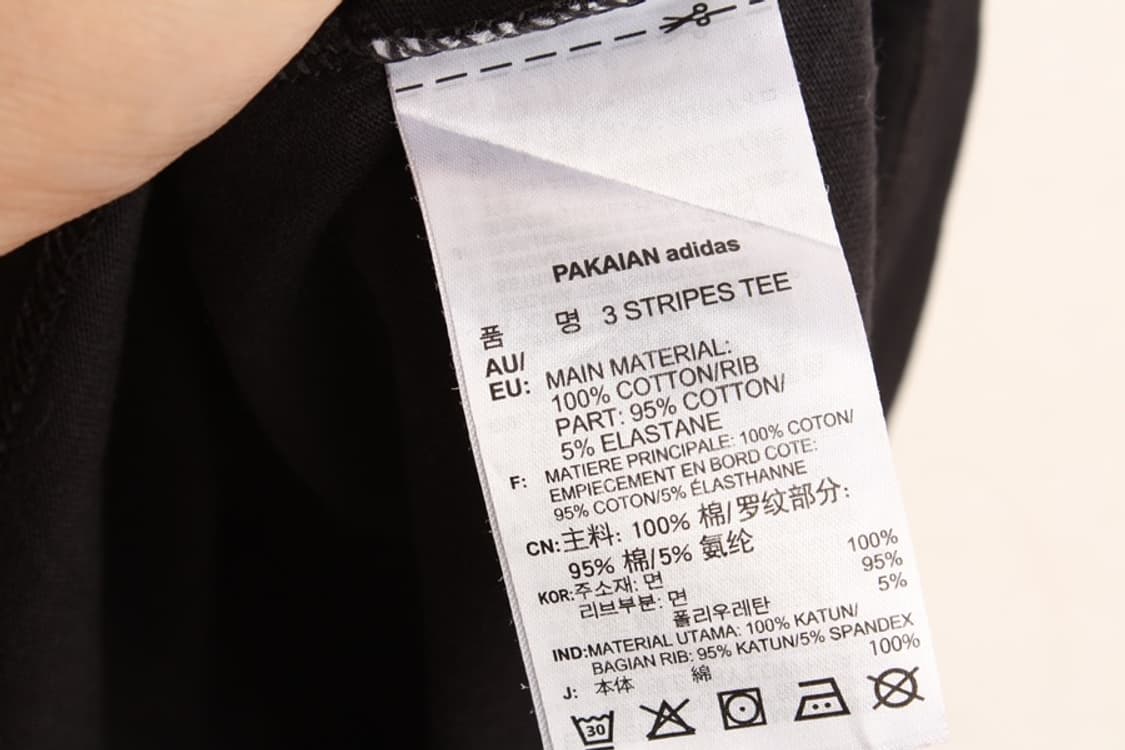 PAKAIAN adidas
품 명 3 STRIPES TEE
AU/
EU: MAIN MATERIAL:
100% COTTON/RIB
PART: 95% COTTON/
5% ELASTANE
F: MATIERE PRINCIPALE: 100% COTON/
EMPIECEMENT EN BORD COTE:
95% COTON/5% ÉLASTHANNE
CN: 主料: 100% 棉/罗纹部分:
95% 棉/5% 氨纶
KOR: 주소재: 면 100%
리브부분: 면 95%
폴리우레탄 5%
IND: MATERIAL UTAMA: 100% KATUN/
BAGIAN RIB: 95% KATUN/5% SPANDEX
J: 本体 綿 100%
30